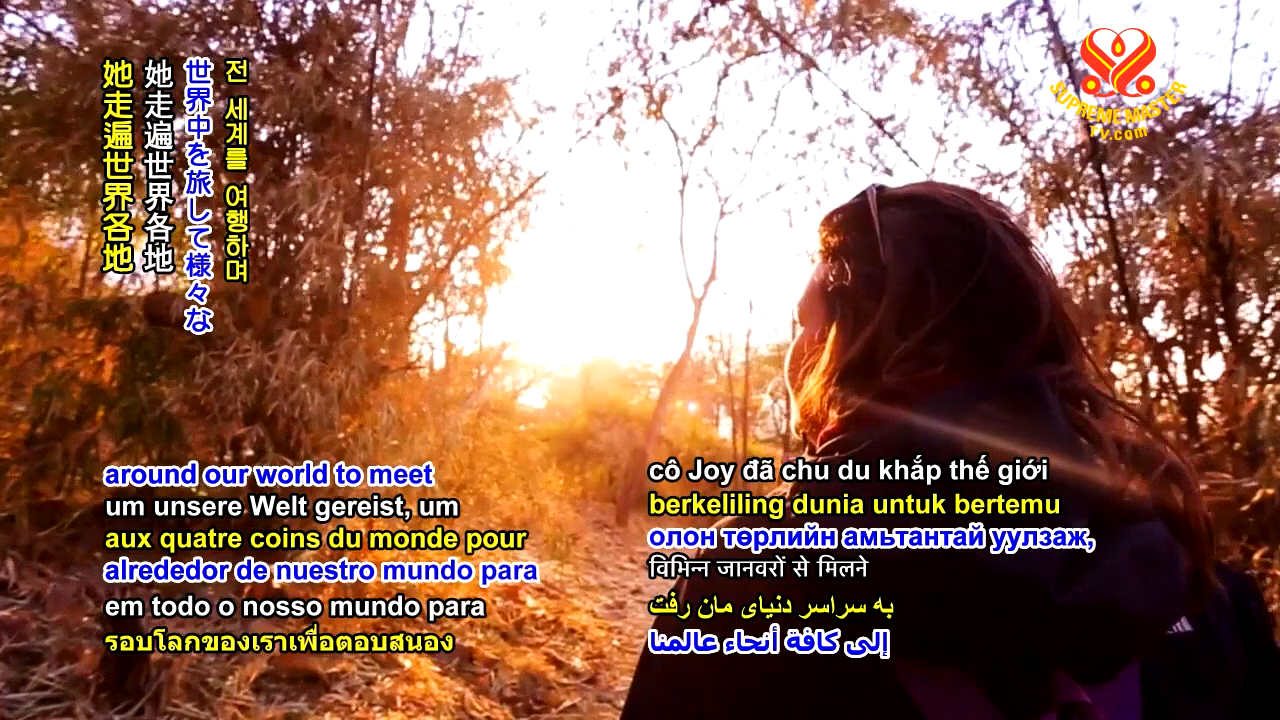 她走遍世界各地
她走遍世界各地
世界中を旅して様々な
전 세계를 여행하며
SUPREME MASTER
TV.com
around our world to meet
um unsere Welt gereist, um
aux quatre coins du monde pour
alrededor de nuestro mundo para
em todo o nosso mundo para
รอบโลกของเราเพื่อตอบสนอง
cô Joy đã chu du khắp thế giới
berkeliling dunia untuk bertemu
олон төрлийн амьтантай уулзаж,
विभिन्न जानवरों से मिलने
به سراسر دنیای مان رفت
إلى كافة أنحاء عالمنا